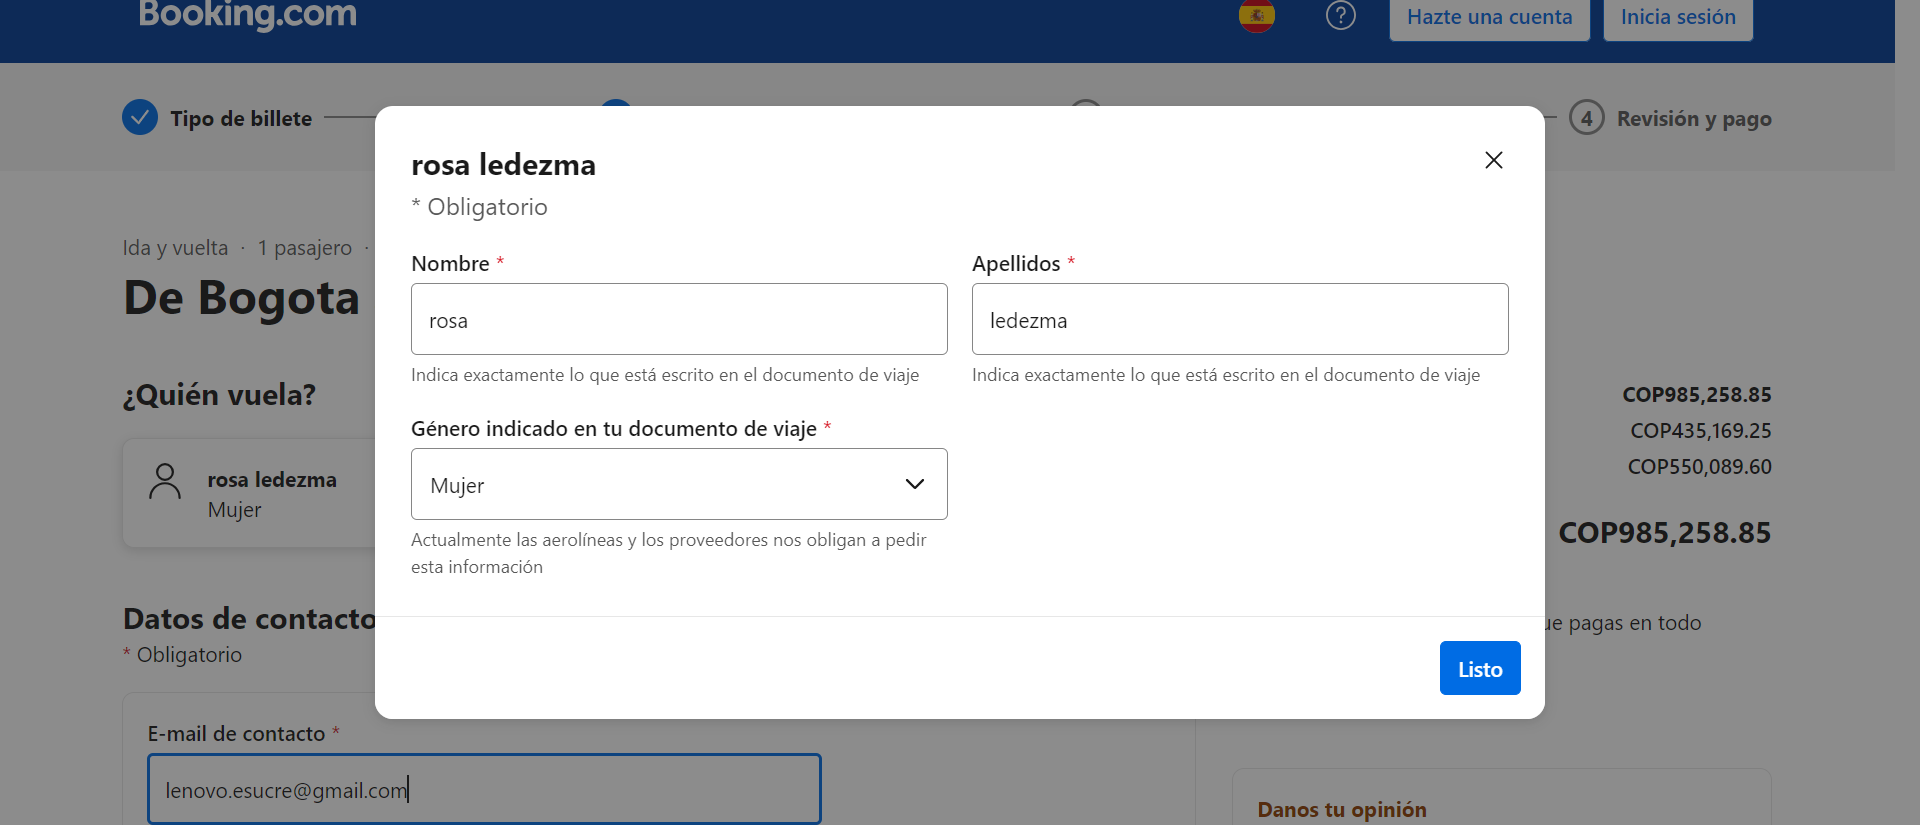 Booking.com
Hazte una cuenta
Inicia sesión
Tipo de billete
4 Revisión y pago
Ida y vuelta · 1 pasajero ·
De Bogota
¿Quién vuela?
rosa ledezma
Mujer
Datos de contacto
* Obligatorio
E-mail de contacto *
lenovo.esucre@gmail.com
rosa ledezma
* Obligatorio
Nombre *
rosa
Indica exactamente lo que está escrito en el documento de viaje
Apellidos *
ledezma
Indica exactamente lo que está escrito en el documento de viaje
Género indicado en tu documento de viaje *
Mujer
Actualmente las aerolíneas y los proveedores nos obligan a pedir
esta información
Listo
COP985,258.85
COP435,169.25
COP550,089.60
COP985,258.85
pagas en todo
Danos tu opinión